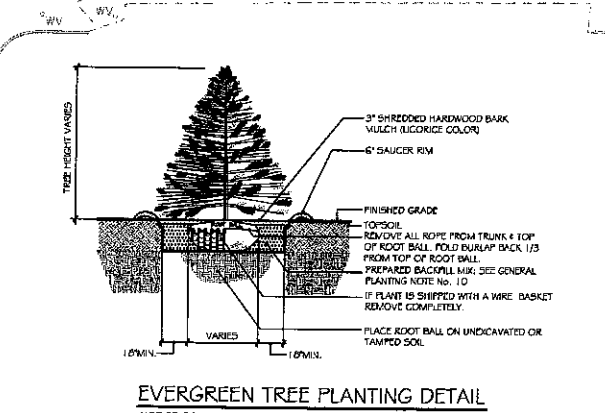 WV
WV
TREE HEIGHT VARIES
3" SHREDDED HARDWOOD BARK
MULCH (LICORICE COLOR)
6" SAUCER RIM
FINISHED GRADE
TOPSOIL
REMOVE ALL ROPE FROM TRUNK & TOP
OF ROOT BALL. FOLD BURLAP BACK 1/3
FROM TOP OF ROOT BALL.
PREPARED BACKFILL MIX; SEE GENERAL
PLANTING NOTE No. 10
IF PLANT IS SHIPPED WITH A WIRE BASKET
REMOVE COMPLETELY.
PLACE ROOT BALL ON UNEXCAVATED OR
TAMPED SOIL
VARIES
18"MIN.
18"MIN.
EVERGREEN TREE PLANTING DETAIL